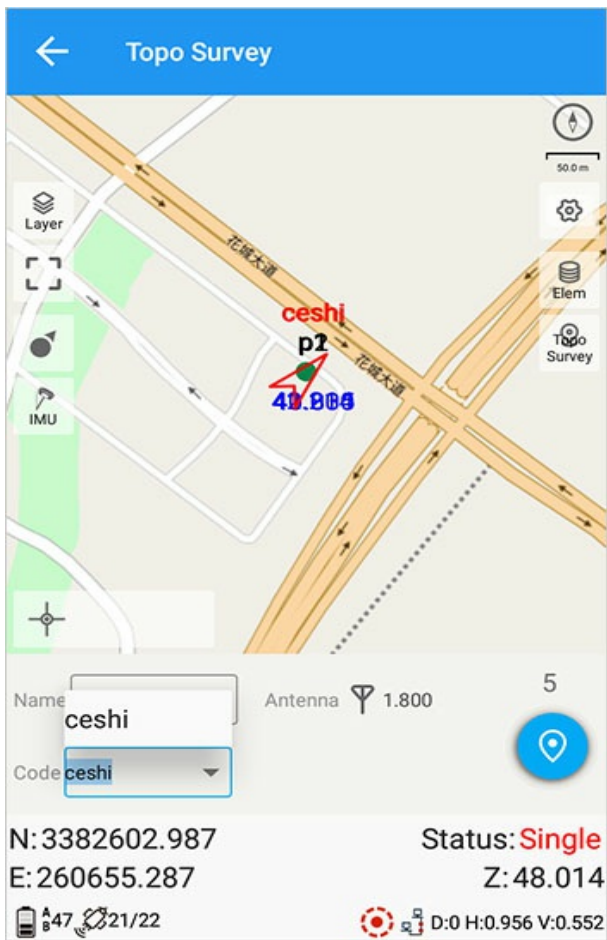 Topo Survey
50.0 m
Layer
花城大道
Elem
ceshi
Topo
Survey
花城大道
IMU
Name
Antenna 1.800
5
ceshi
Code ceshi
N:3382602.987
Status:Single
E:260655.287
Z:48.014
A
B 47
21/22
D:0 H:0.956 V:0.552